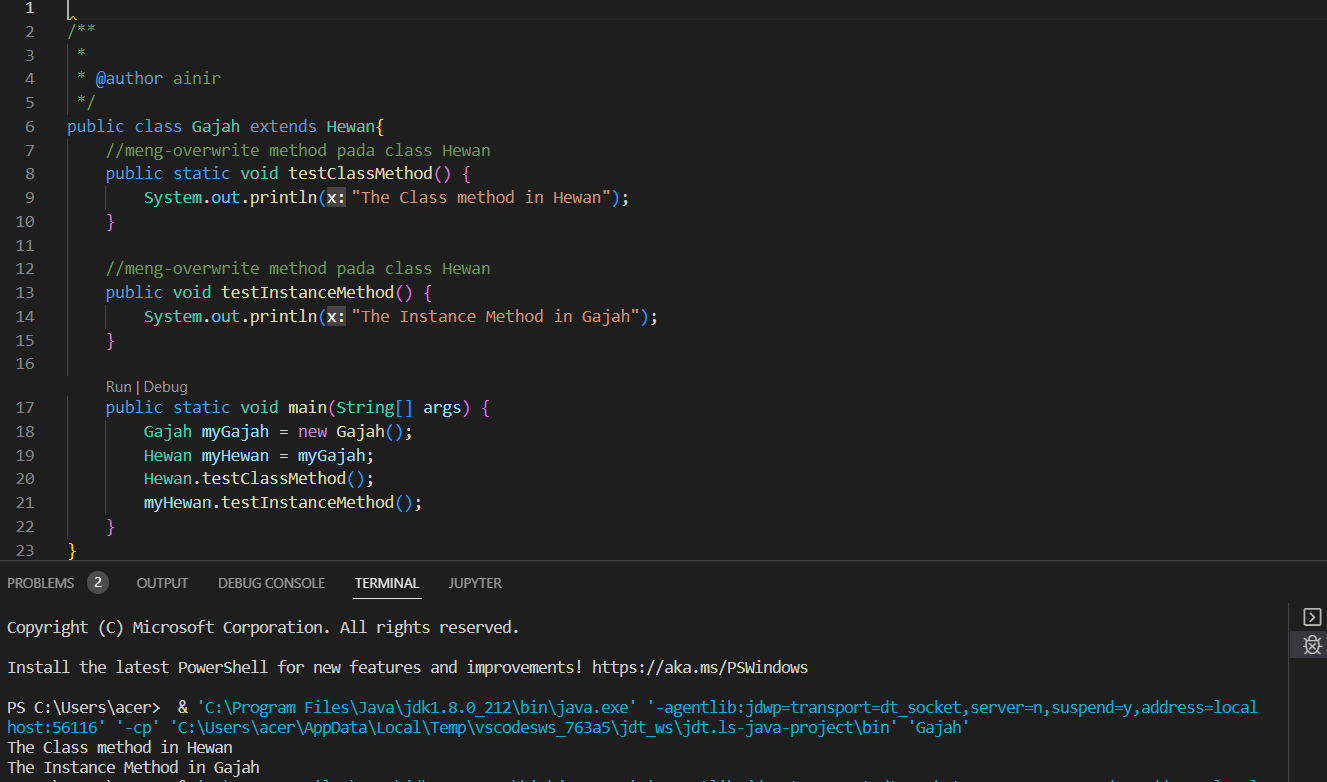 1
2 /**
3  *
4  * @author ainir
5  */
6 public class Gajah extends Hewan{
7     //meng-overwrite method pada class Hewan
8     public static void testClassMethod() {
9         System.out.println(x: "The Class method in Hewan");
10     }
11
12     //meng-overwrite method pada class Hewan
13     public void testInstanceMethod() {
14         System.out.println(x: "The Instance Method in Gajah");
15     }
16
Run | Debug
17     public static void main(String[] args) {
18         Gajah myGajah = new Gajah();
19         Hewan myHewan = myGajah;
20         Hewan.testClassMethod();
21         myHewan.testInstanceMethod();
22     }
23 }
PROBLEMS 2 OUTPUT DEBUG CONSOLE TERMINAL JUPYTER
Copyright (C) Microsoft Corporation. All rights reserved.
Install the latest PowerShell for new features and improvements! https://aka.ms/PSWindows
PS C:\Users\acer>  & 'C:\Program Files\Java\jdk1.8.0_212\bin\java.exe' '-agentlib:jdwp=transport=dt_socket,server=n,suspend=y,address=local
host:56116' '-cp' 'C:\Users\acer\AppData\Local\Temp\vscodesws_763a5\jdt_ws\jdt.ls-java-project\bin' 'Gajah'
The Class method in Hewan
The Instance Method in Gajah